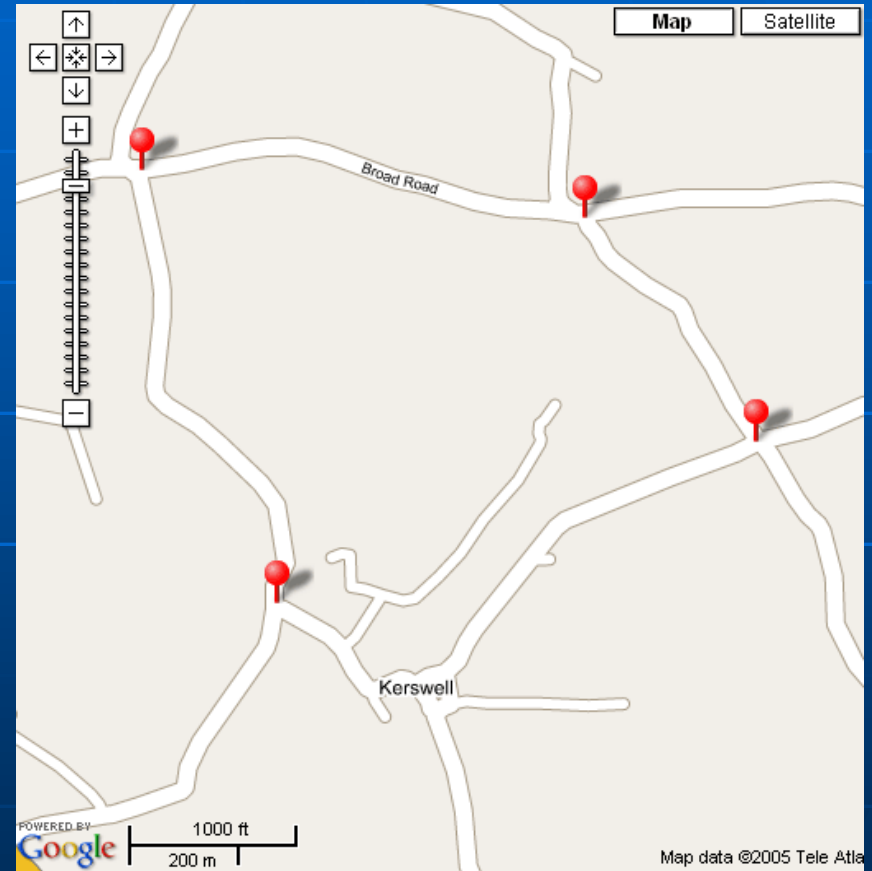 Map
Satellite
Broad Road
Kerswell
POWERED BY
Google
1000 ft
200 m
Map data ©2005 Tele Atla